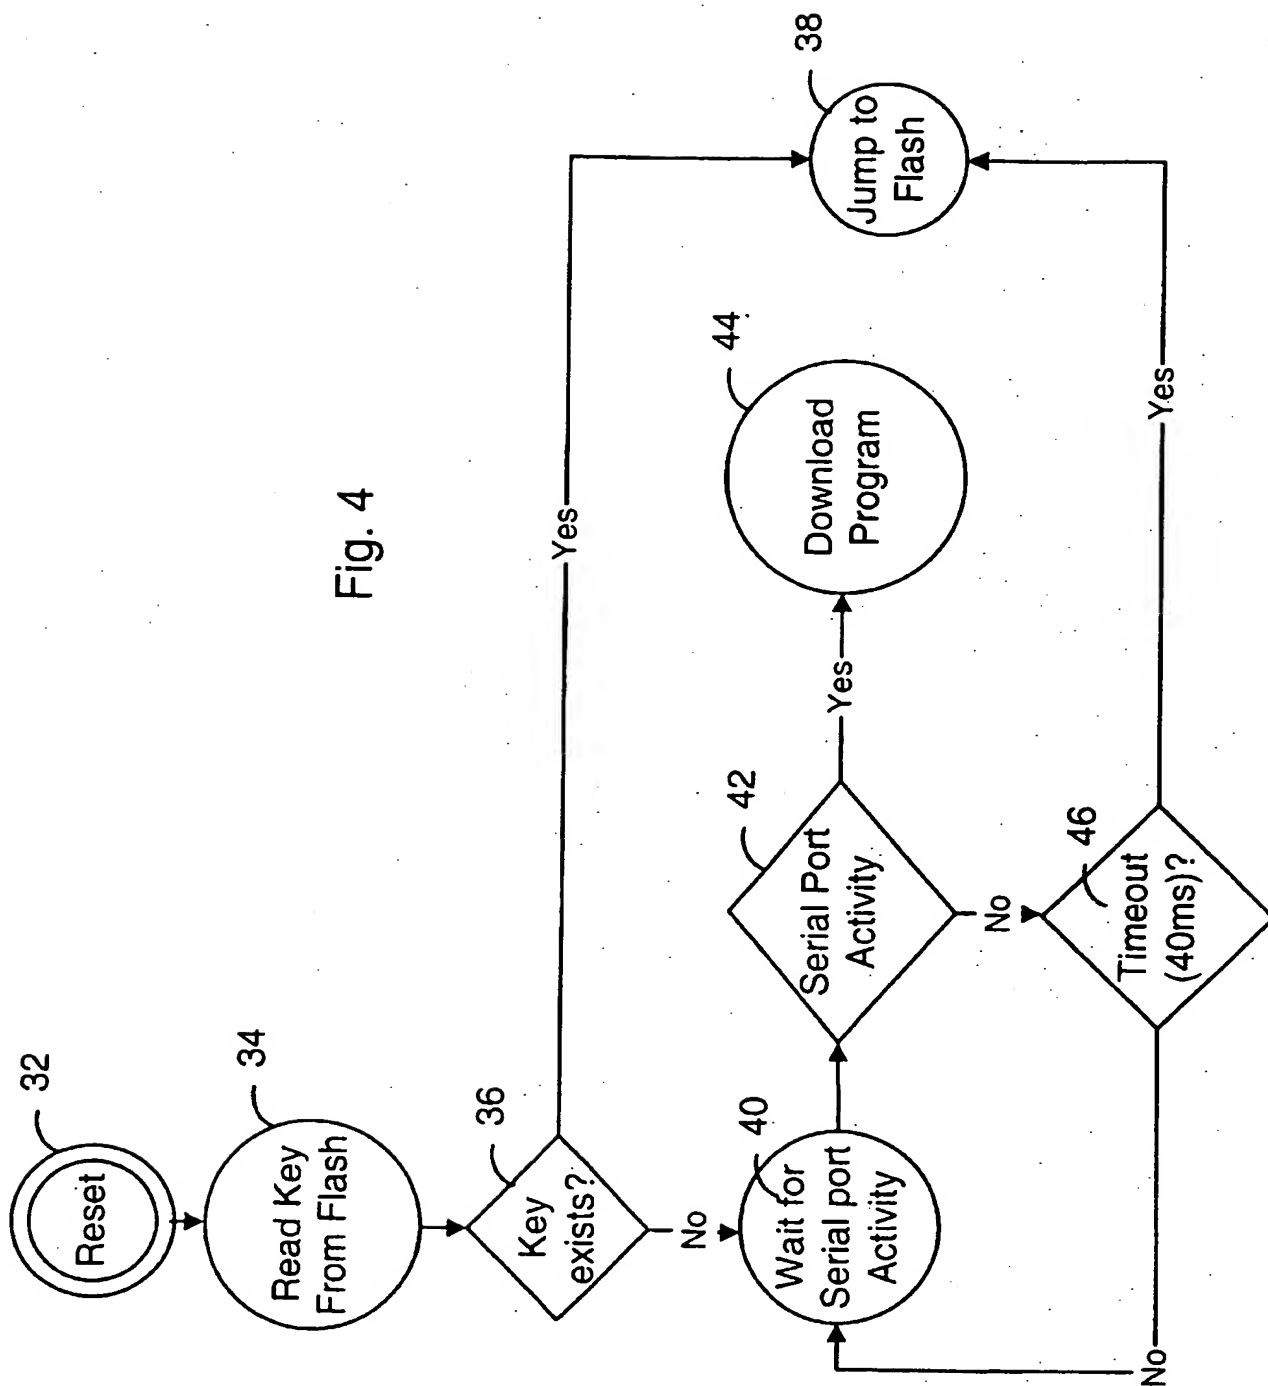 Fig. 4
32
Reset
34
Read Key
From Flash
36
Key
exists?
Yes
No
38
Jump to
Flash
40
Wait for
Serial port
Activity
42
Serial Port
Activity
Yes
44
Download
Program
No
46
Timeout
(40ms)?
Yes
No